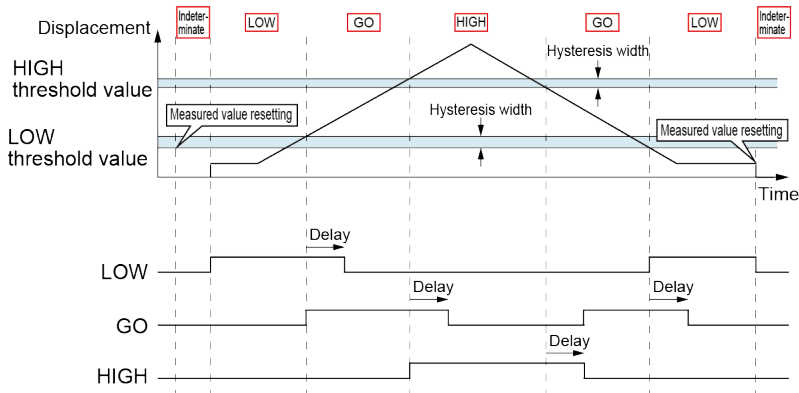 Indeter-
minate
LOW
GO
HIGH
GO
LOW
Indeter-
minate
Displacement
Hysteresis width
HIGH
threshold value
Measured value resetting
Hysteresis width
Measured value resetting
LOW
threshold value
Time
Delay
LOW
Delay
Delay
GO
Delay
HIGH